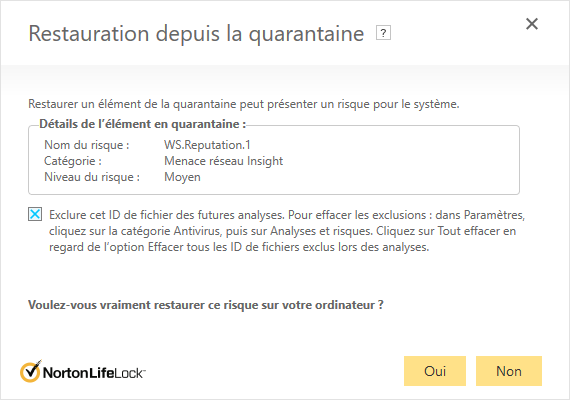 Restauration depuis la quarantaine ?
Restaurer un élément de la quarantaine peut présenter un risque pour le système.
Détails de l’élément en quarantaine :
Nom du risque : WS.Reputation.1
Catégorie : Menace réseau Insight
Niveau du risque : Moyen
Exclure cet ID de fichier des futures analyses. Pour effacer les exclusions : dans Paramètres,
cliquez sur la catégorie Antivirus, puis sur Analyses et risques. Cliquez sur Tout effacer en
regard de l’option Effacer tous les ID de fichiers exclus lors des analyses.
Voulez-vous vraiment restaurer ce risque sur votre ordinateur ?
NortonLifeLock
Oui
Non